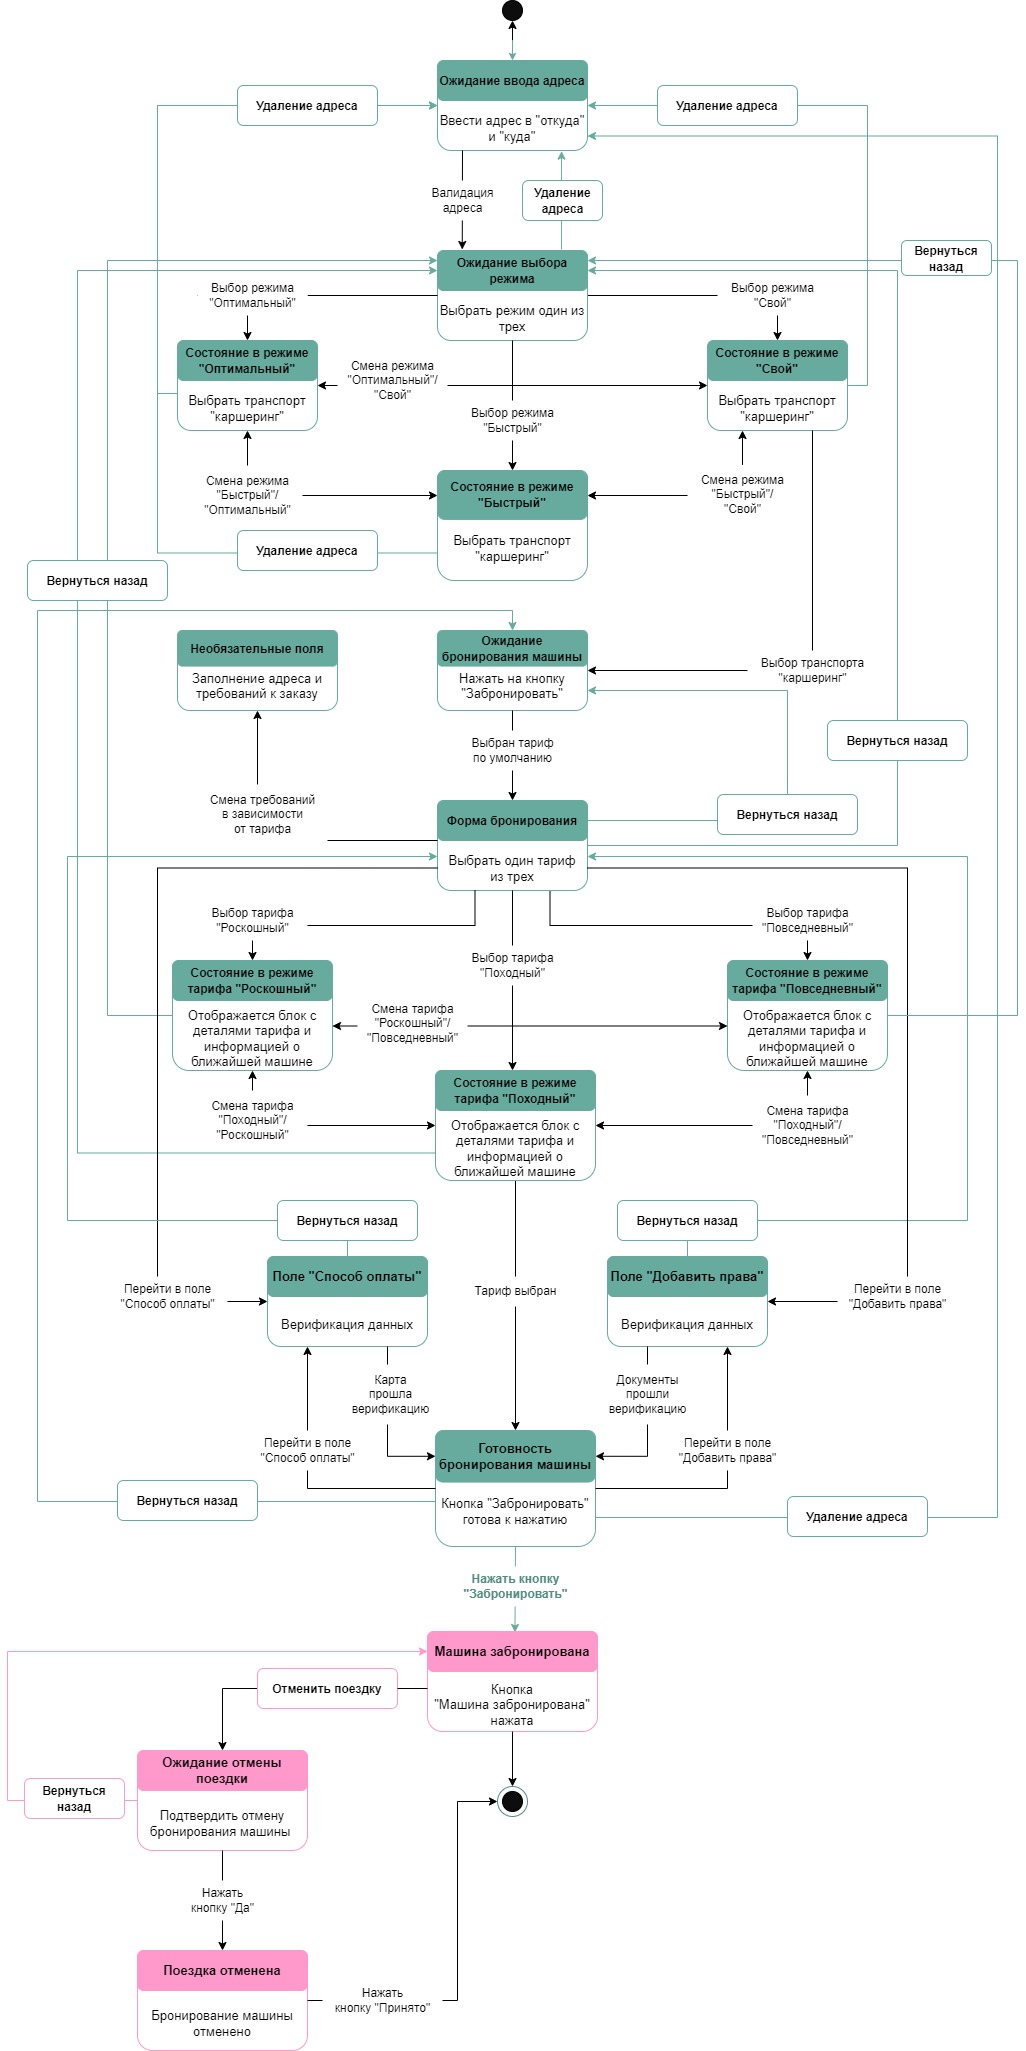 Ожидание ввода адреса
Ввести адрес в "откуда"
и "куда"
Удаление адреса
Удаление адреса
Валидация
адреса
Удаление
адреса
Вернуться
назад
Ожидание выбора
режима
Выбрать режим один из
трех
Выбор режима
"Оптимальный"
Выбор режима
"Свой"
Состояние в режиме
"Оптимальный"
Выбрать транспорт
"каршеринг"
Смена режима
"Оптимальный"/
"Свой"
Состояние в режиме
"Свой"
Выбрать транспорт
"каршеринг"
Выбор режима
"Быстрый"
Смена режима
"Быстрый"/
"Оптимальный"
Смена режима
"Быстрый"/
"Свой"
Состояние в режиме
"Быстрый"
Выбрать транспорт
"каршеринг"
Удаление адреса
Вернуться назад
Необязательные поля
Заполнение адреса и
требований к заказу
Ожидание
бронирования машины
Нажать на кнопку
"Забронировать"
Выбор транспорта
"каршеринг"
Выбран тариф
по умолчанию
Вернуться назад
Смена требований
в зависимости
от тарифа
Вернуться назад
Форма бронирования
Выбрать один тариф
из трех
Выбор тарифа
"Роскошный"
Выбор тарифа
"Повседневный"
Выбор тарифа
"Походный"
Состояние в режиме
тарифа "Роскошный"
Отображается блок с
деталями тарифа и
информацией о
ближайшей машине
Смена тарифа
"Роскошный"/
"Повседневный"
Состояние в режиме
тарифа "Повседневный"
Отображается блок с
деталями тарифа и
информацией о
ближайшей машине
Смена тарифа
"Походный"/
"Роскошный"
Состояние в режиме
тарифа "Походный"
Отображается блок с
деталями тарифа и
информацией о
ближайшей машине
Смена тарифа
"Походный"/
"Повседневный"
Вернуться назад
Вернуться назад
Перейти в поле
"Способ оплаты"
Поле "Способ оплаты"
Верификация данных
Тариф выбран
Поле "Добавить права"
Верификация данных
Перейти в поле
"Добавить права"
Карта
прошла
верификацию
Документы
прошли
верификацию
Перейти в поле
"Способ оплаты"
Перейти в поле
"Добавить права"
Готовность
бронирования машины
Кнопка "Забронировать"
готова к нажатию
Вернуться назад
Удаление адреса
Нажать кнопку
"Забронировать"
Машина забронирована
Кнопка
"Машина забронирована"
нажата
Отменить поездку
Ожидание отмены
поездки
Подтвердить отмену
бронирования машины
Вернуться
назад
Нажать
кнопку "Да"
Поездка отменена
Бронирование машины
отменено
Нажать
кнопку "Принято"